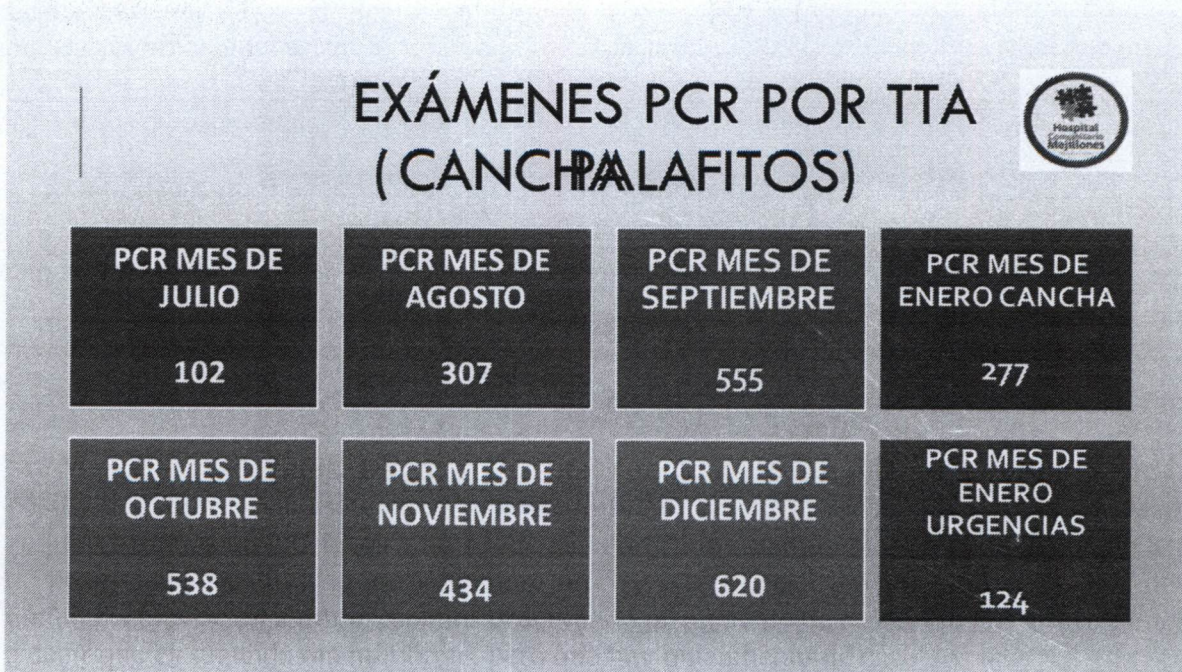 EXÁMENES PCR POR TTA
( CANCHA PALAFITOS)
Hospital
Comunitario
Mejillones
PCR MES DE
JULIO
102
PCR MES DE
AGOSTO
307
PCR MES DE
SEPTIEMBRE
555
PCR MES DE
ENERO CANCHA
277
PCR MES DE
OCTUBRE
538
PCR MES DE
NOVIEMBRE
434
PCR MES DE
DICIEMBRE
620
PCR MES DE
ENERO
URGENCIAS
124